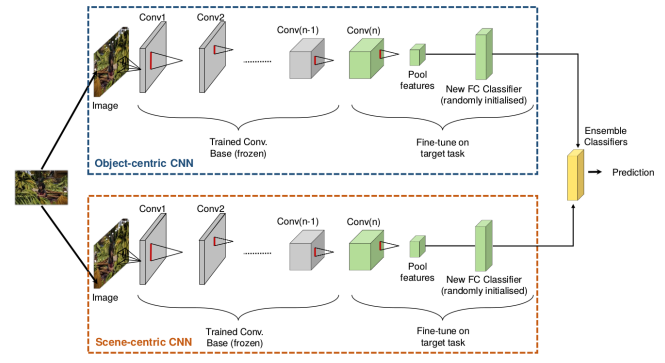 Conv1
Conv2
Conv(n-1)
Conv(n)
Image
Pool
features
New FC Classifier
(randomly initialised)
Trained Conv.
Base (frozen)
Fine-tune on
target task
Object-centric CNN
Ensemble
Classifiers
Prediction
Conv1
Conv2
Conv(n-1)
Conv(n)
Image
Pool
features
New FC Classifier
(randomly initialised)
Trained Conv.
Base (frozen)
Fine-tune on
target task
Scene-centric CNN